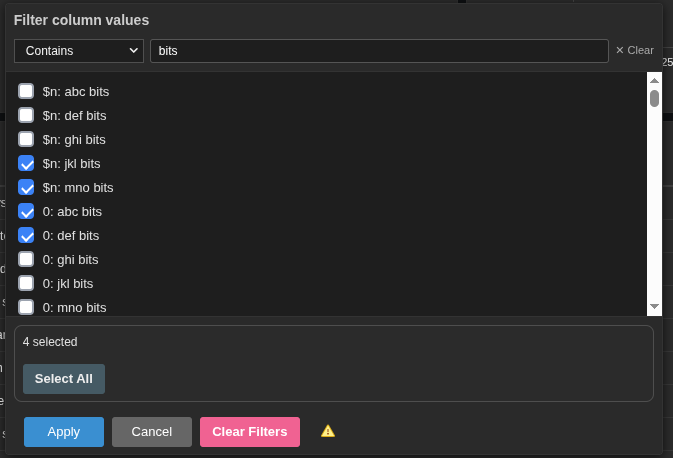 Filter column values
Contains
bits
× Clear
25
$n: abc bits
$n: def bits
$n: ghi bits
$n: jkl bits
$n: mno bits
0: abc bits
0: def bits
0: ghi bits
0: jkl bits
0: mno bits
4 selected
Select All
Apply
Cancel
Clear Filters